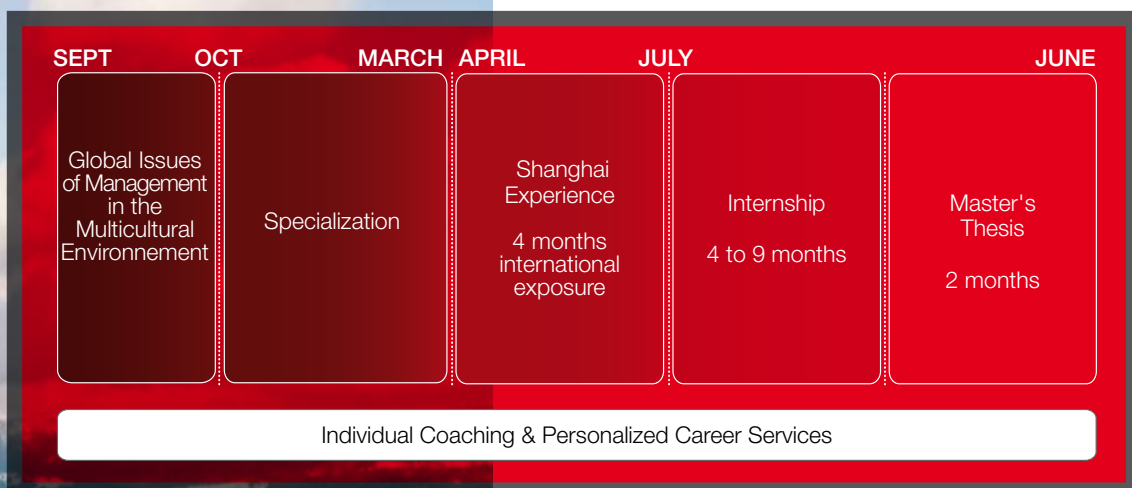 SEPT OCT MARCH APRIL JULY JUNE
Global Issues
of Management
in the
Multicultural
Environnement
Specialization
Shanghai
Experience
4 months
international
exposure
Internship
4 to 9 months
Master's
Thesis
2 months
Individual Coaching & Personalized Career Services